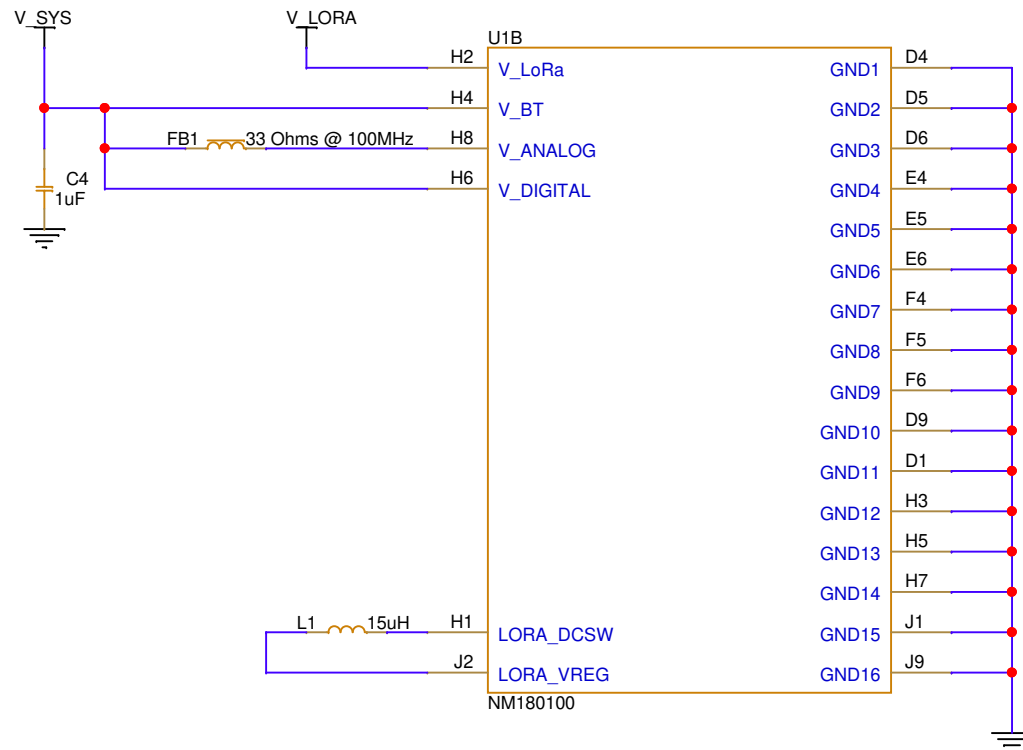 V_SYS
V_LORA
U1B
H2
V_LoRa
GND1
D4
H4
V_BT
GND2
D5
FB1
33 Ohms @ 100MHz
H8
V_ANALOG
GND3
D6
C4
1uF
H6
V_DIGITAL
GND4
E4
GND5
E5
GND6
E6
GND7
F4
GND8
F5
GND9
F6
GND10
D9
GND11
D1
GND12
H3
GND13
H5
GND14
H7
L1
15uH
H1
LORA_DCSW
GND15
J1
J2
LORA_VREG
GND16
J9
NM180100